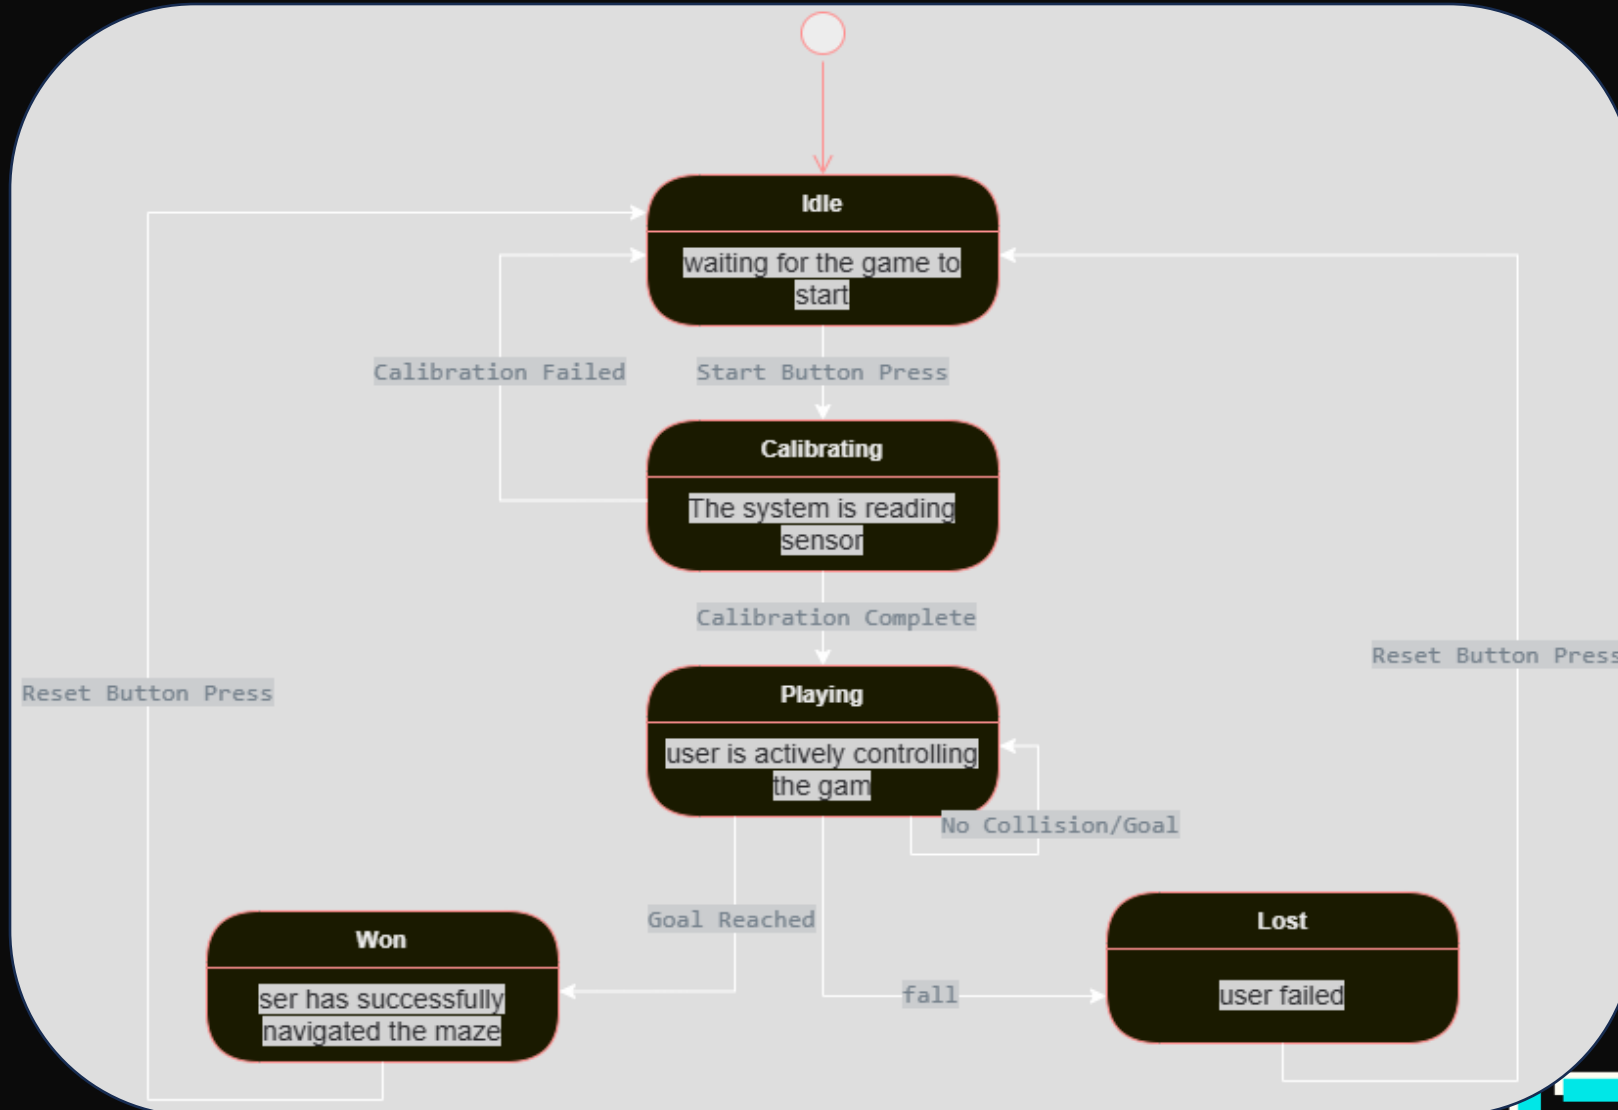 Idle
waiting for the game to
start
Calibration Failed
Start Button Press
Calibrating
The system is reading
sensor
Calibration Complete
Reset Button Press
Reset Button Press
Playing
user is actively controlling
the gam
No Collision/Goal
Goal Reached
Won
ser has successfully
navigated the maze
fall
Lost
user failed